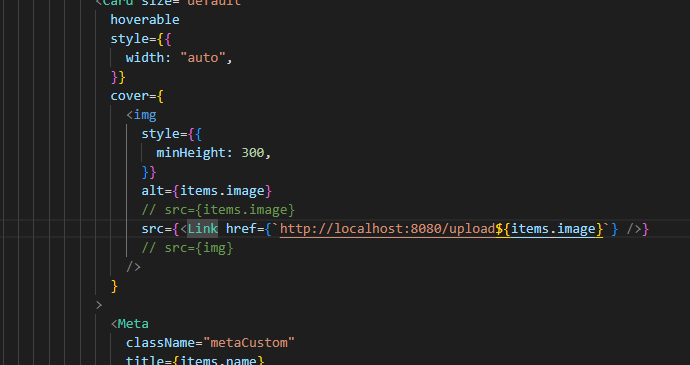 <Card size="default"
hoverable
style={{
width: "auto",
}}
cover={
<img
style={{
minHeight: 300,
}}
alt={items.image}
// src={items.image}
src={<Link href={`http://localhost:8080/upload${items.image}`} />}
// src={img}
/>
}
>
<Meta
className="metaCustom"
title={items.name}